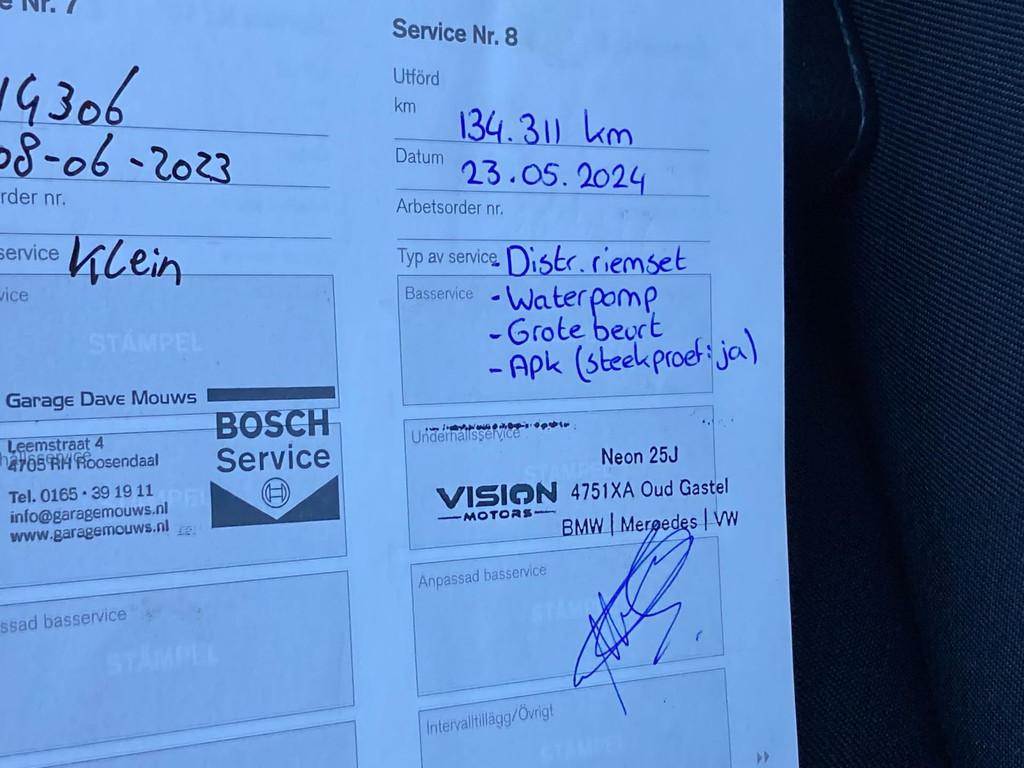 Service Nr. 8
Utförd
km
134.311 km
Datum
23.05.2024
Arbetsorder nr.
Typ av service
- Distr. riemset
Basservice
- Waterpomp
- Grote beurt
- Apk (steekproef: ja)
Underhållsservice
Neon 25J
VISION
MOTORS
4751XA Oud Gastel
BMW | Mercedes | VW
Anpassad basservice
Intervalltillägg/Övrigt
Nr. 7
08-06-2023
nr.
service
Klein
STÄMPEL
Garage Dave Mouws
Leemstraat 4
4705 RH Roosendaal
Tel. 0165 · 39 19 11
info@garagemouws.nl
www.garagemouws.nl
BOSCH
Service
basservice
STÄMPEL